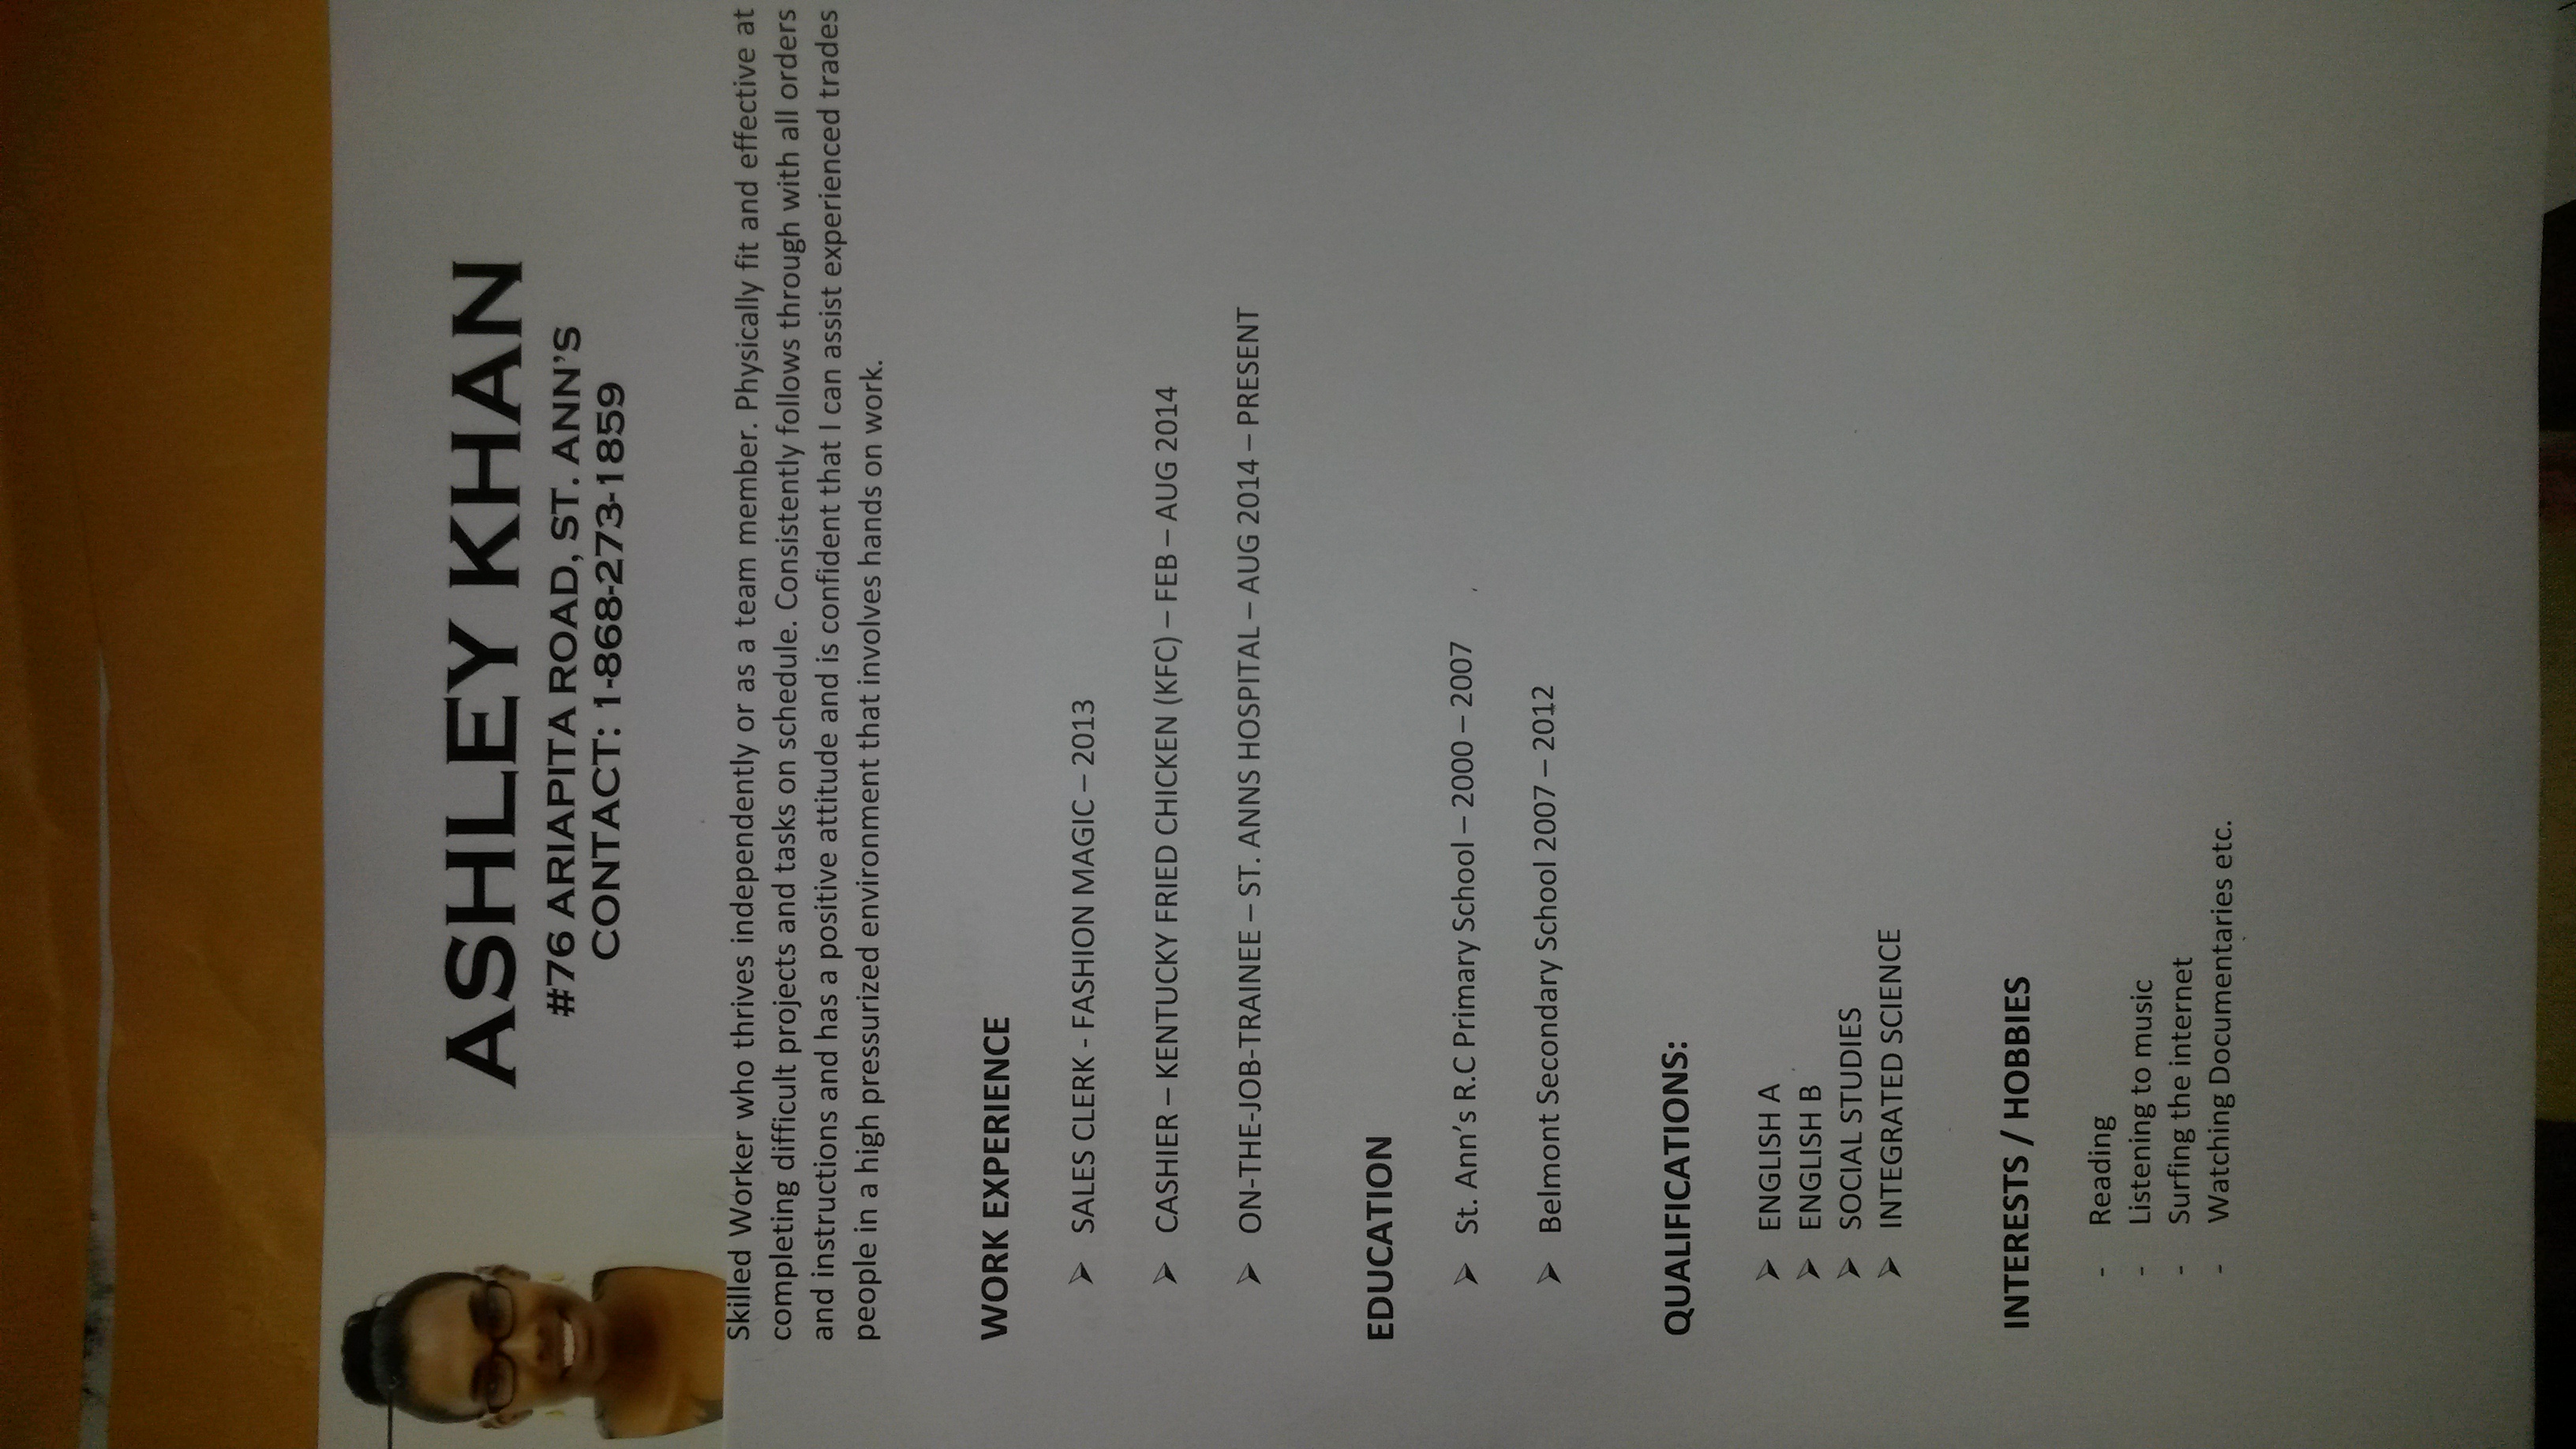 ASHLEY KHAN
#76 ARIAPITA ROAD, ST. ANN'S
CONTACT: 1-868-273-1859
Skilled Worker who thrives independently or as a team member. Physically fit and effective at
completing difficult projects and tasks on schedule. Consistently follows through with all orders
and instructions and has a positive attitude and is confident that I can assist experienced trades
people in a high pressurized environment that involves hands on work.
WORK EXPERIENCE
➢ SALES CLERK - FASHION MAGIC – 2013
➢ CASHIER – KENTUCKY FRIED CHICKEN (KFC) – FEB – AUG 2014
➢ ON-THE-JOB-TRAINEE – ST. ANNS HOSPITAL – AUG 2014 – PRESENT
EDUCATION
➢ St. Ann's R.C Primary School – 2000 – 2007
➢ Belmont Secondary School 2007 – 2012
QUALIFICATIONS:
➢ ENGLISH A
➢ ENGLISH B
➢ SOCIAL STUDIES
➢ INTEGRATED SCIENCE
INTERESTS / HOBBIES
- Reading
- Listening to music
- Surfing the internet
- Watching Documentaries etc.